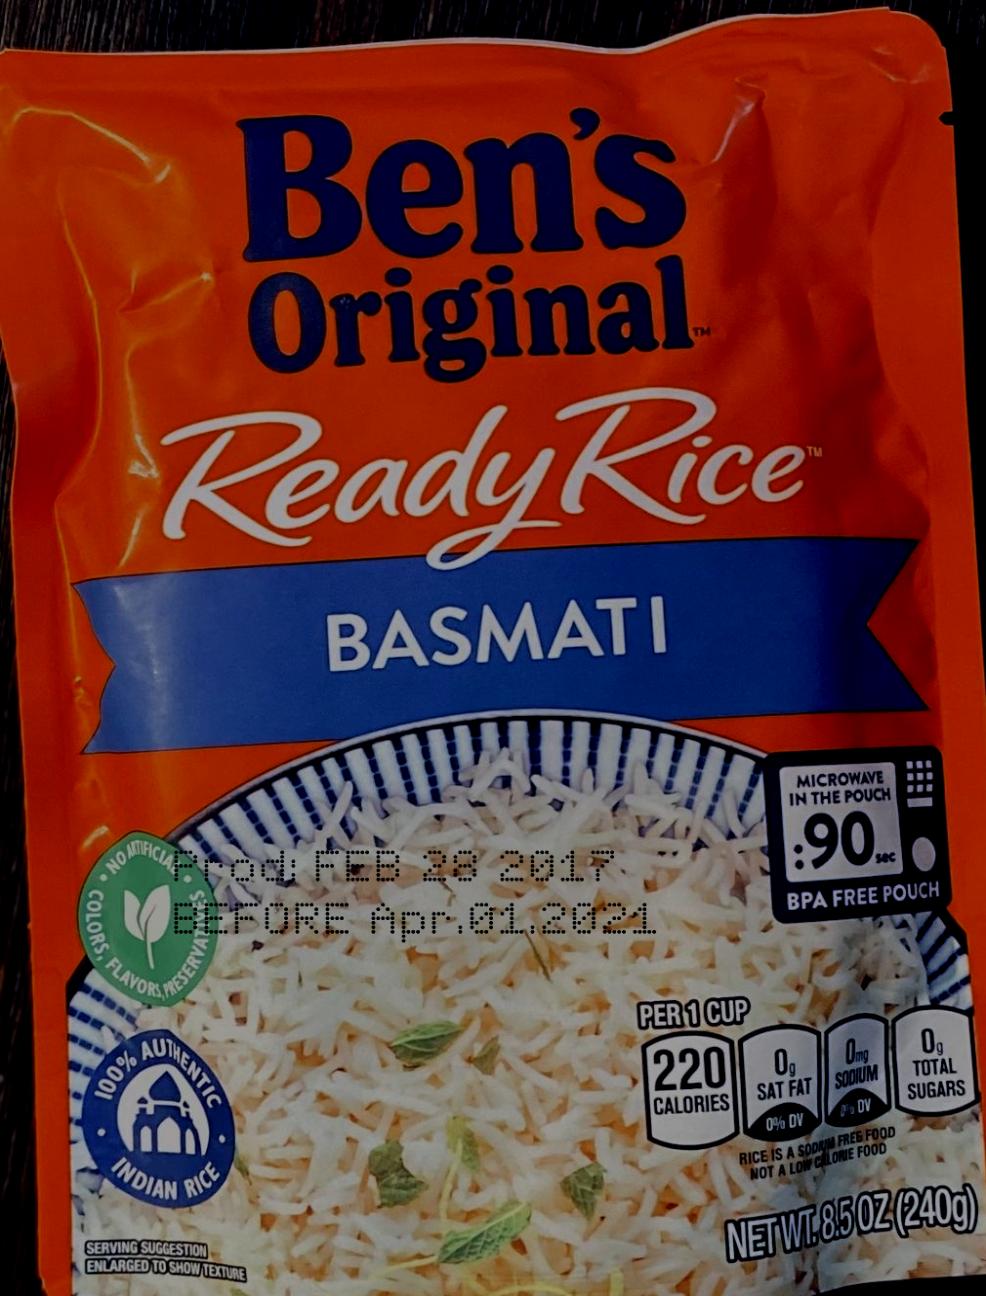 Ben's
Original™
Ready Rice™
BASMATI
MICROWAVE
IN THE POUCH
:90 sec
BPA FREE POUCH
NO ARTIFICIAL • COLORS, FLAVORS, PRESERVATIVES •
Prod: FEB 28 2017
BEFORE Apr.01.2021
PER 1 CUP
220
CALORIES
0g
SAT FAT
0% DV
0mg
SODIUM
0% DV
0g
TOTAL
SUGARS
RICE IS A SODIUM FREE FOOD
NOT A LOW CALORIE FOOD
100% AUTHENTIC
• INDIAN RICE •
NET WT. 8.5 OZ (240g)
SERVING SUGGESTION
ENLARGED TO SHOW TEXTURE